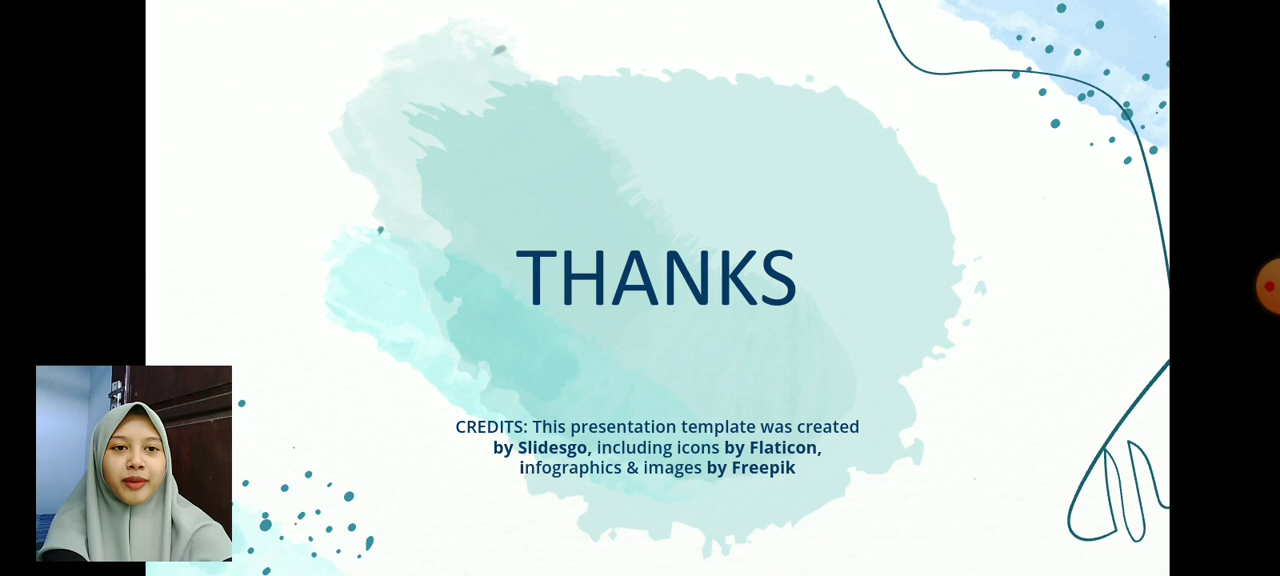 THANKS
CREDITS: This presentation template was created
by Slidesgo, including icons by Flaticon,
infographics & images by Freepik